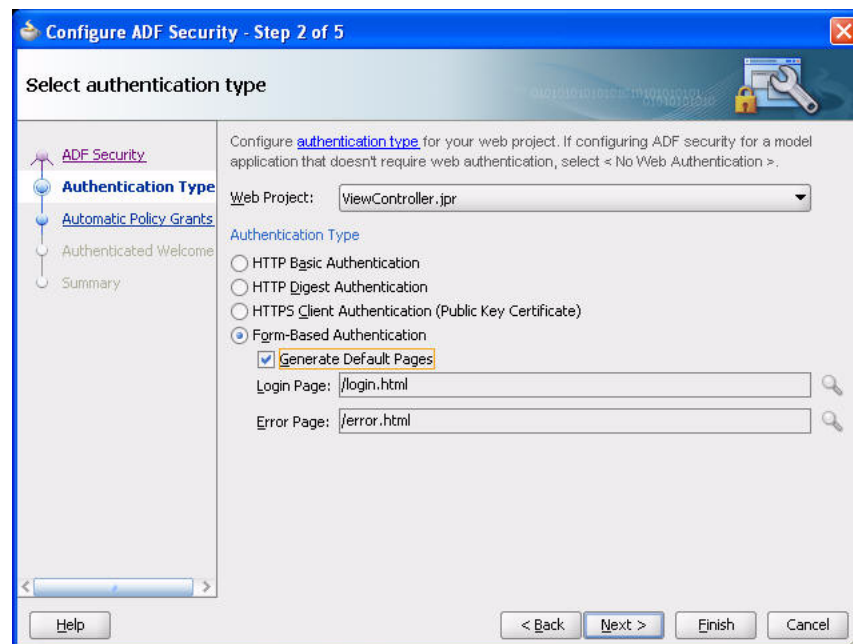 Configure ADF Security - Step 2 of 5
Select authentication type
ADF Security
Authentication Type
Automatic Policy Grants
Authenticated Welcome
Summary
Configure authentication type for your web project. If configuring ADF security for a model
application that doesn't require web authentication, select < No Web Authentication >.
Web Project: ViewController.jpr
Authentication Type
HTTP Basic Authentication
HTTP Digest Authentication
HTTPS Client Authentication (Public Key Certificate)
Form-Based Authentication
Generate Default Pages
Login Page: /login.html
Error Page: /error.html
Help
< Back
Next >
Finish
Cancel